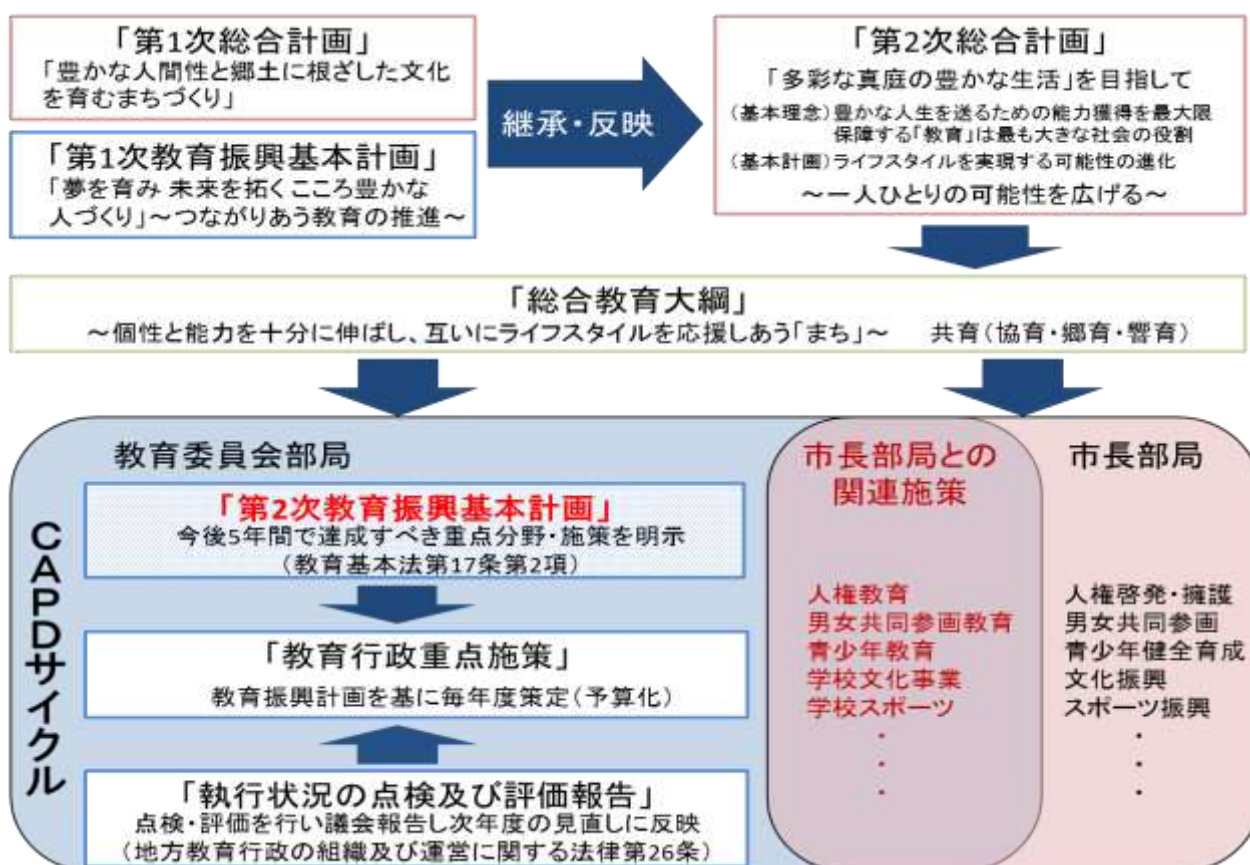 「第1次総合計画」
「豊かな人間性と郷土に根ざした文化
を育むまちづくり」
「第1次教育振興基本計画」
「夢を育み 未来を拓く こころ豊かな
人づくり」～つながりあう教育の推進～
継承・反映
「第2次総合計画」
「多彩な真庭の豊かな生活」を目指して
(基本理念)豊かな人生を送るための能力獲得を最大限
保障する「教育」は最も大きな社会の役割
(基本計画)ライフスタイルを実現する可能性の進化
～一人ひとりの可能性を広げる～
「総合教育大綱」
～個性と能力を十分に伸ばし、互いにライフスタイルを応援しあう「まち」～　共育(協育・郷育・響育)
CAPDサイクル
教育委員会部局
「第2次教育振興基本計画」
今後5年間で達成すべき重点分野・施策を明示
(教育基本法第17条第2項)
「教育行政重点施策」
教育振興計画を基に毎年度策定(予算化)
「執行状況の点検及び評価報告」
点検・評価を行い議会報告し次年度の見直しに反映
(地方教育行政の組織及び運営に関する法律第26条)
市長部局との
関連施策
人権教育
男女共同参画教育
青少年教育
学校文化事業
学校スポーツ
・
・
・
市長部局
人権啓発・擁護
男女共同参画
青少年健全育成
文化振興
スポーツ振興
・
・
・